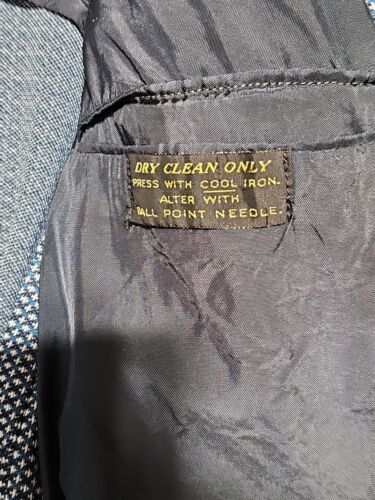 DRY CLEAN ONLY
PRESS WITH COOL IRON.
ALTER WITH
BALL POINT NEEDLE.